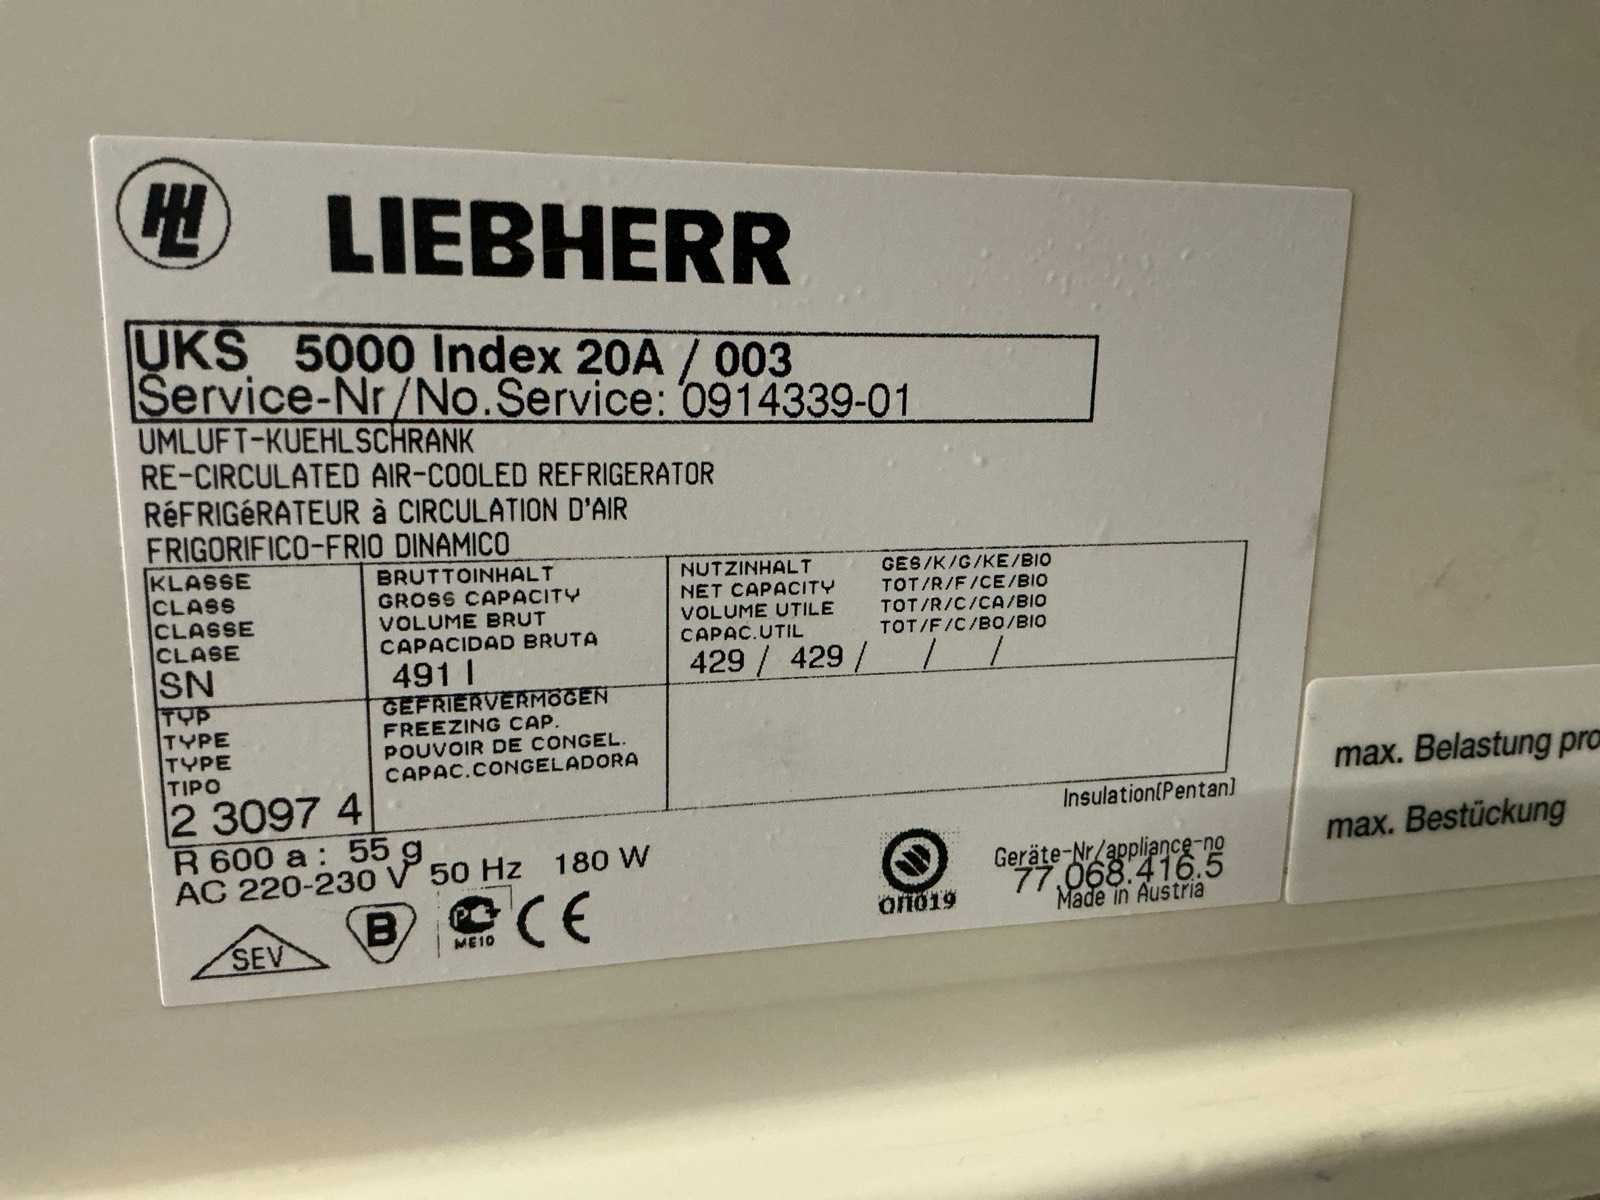 LIEBHERR
UKS 5000 Index 20A / 003
Service-Nr/No.Service: 0914339-01
UMLUFT-KUEHLSCHRANK
RE-CIRCULATED AIR-COOLED REFRIGERATOR
RéFRIGéRATEUR à CIRCULATION D'AIR
FRIGORIFICO-FRIO DINAMICO
KLASSE
CLASS
CLASSE
CLASE
SN
BRUTTOINHALT
GROSS CAPACITY
VOLUME BRUT
CAPACIDAD BRUTA
491 l
NUTZINHALT GES/K/G/KE/BIO
NET CAPACITY TOT/R/F/CE/BIO
VOLUME UTILE TOT/R/C/CA/BIO
CAPAC.UTIL TOT/F/C/BO/BIO
429 / 429 / / /
TYP
TYPE
TYPE
TIPO
2 3097 4
GEFRIERVERMöGEN
FREEZING CAP.
POUVOIR DE CONGEL.
CAPAC.CONGELADORA
Insulation(Pentan)
R 600 a : 55 g
AC 220-230 V 50 Hz 180 W
SEV
B
PC
ME10
CE
ОП019
Geräte-Nr/appliance-no
77.068.416.5
Made in Austria
max. Belastung pro
max. Bestückung